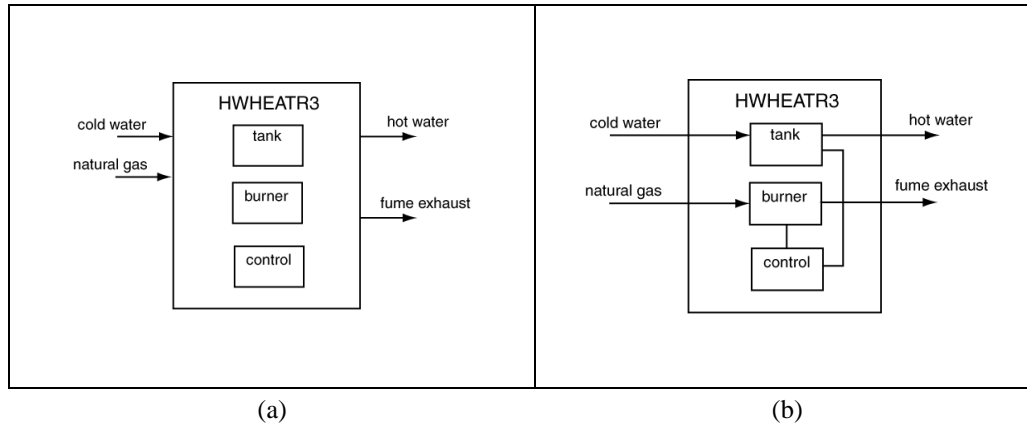 HWHEATR3
cold water
tank
hot water
natural gas
burner
fume exhaust
control
(a)
HWHEATR3
cold water
tank
hot water
natural gas
burner
fume exhaust
control
(b)